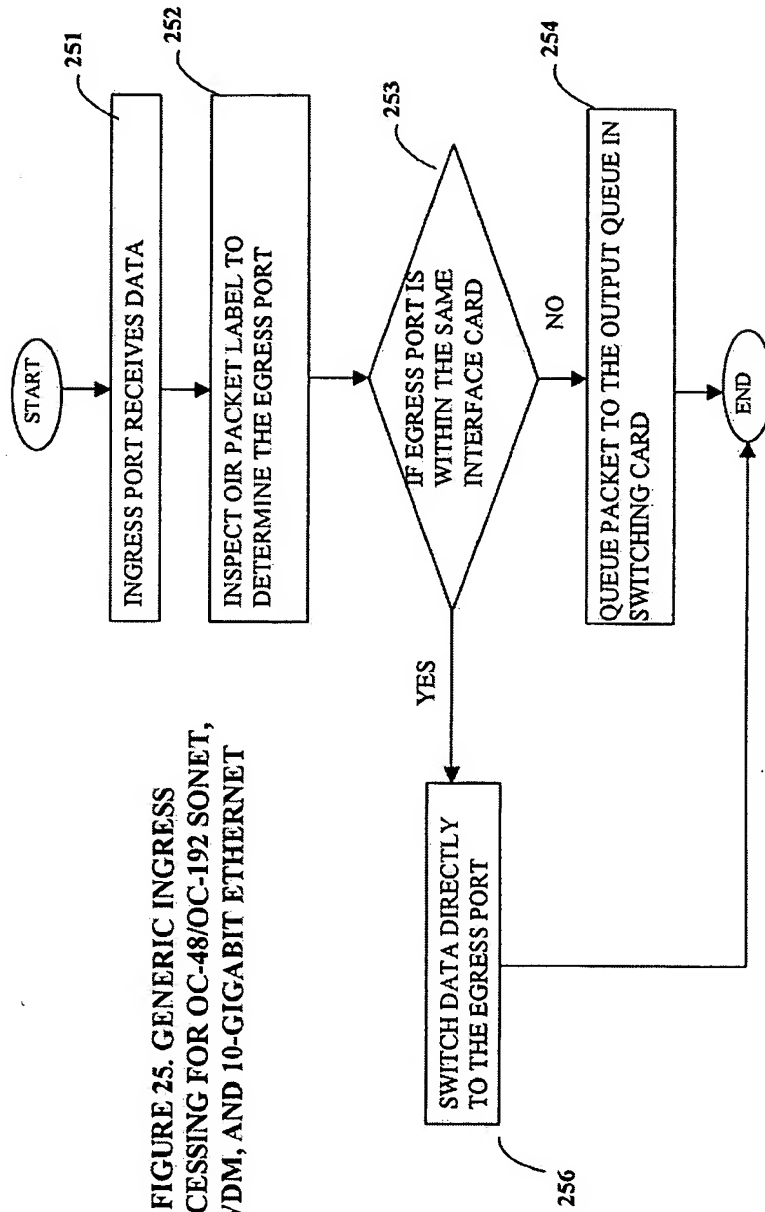 START
251
INGRESS PORT RECEIVES DATA
252
INSPECT OIR PACKET LABEL TO
DETERMINE THE EGRESS PORT
253
IF EGRESS PORT IS
WITHIN THE SAME
INTERFACE CARD
YES
NO
254
QUEUE PACKET TO THE OUTPUT QUEUE IN
SWITCHING CARD
SWITCH DATA DIRECTLY
TO THE EGRESS PORT
256
END
FIGURE 25. GENERIC INGRESS
CESSING FOR OC-48/OC-192 SONET,
VDM, AND 10-GIGABIT ETHERNET